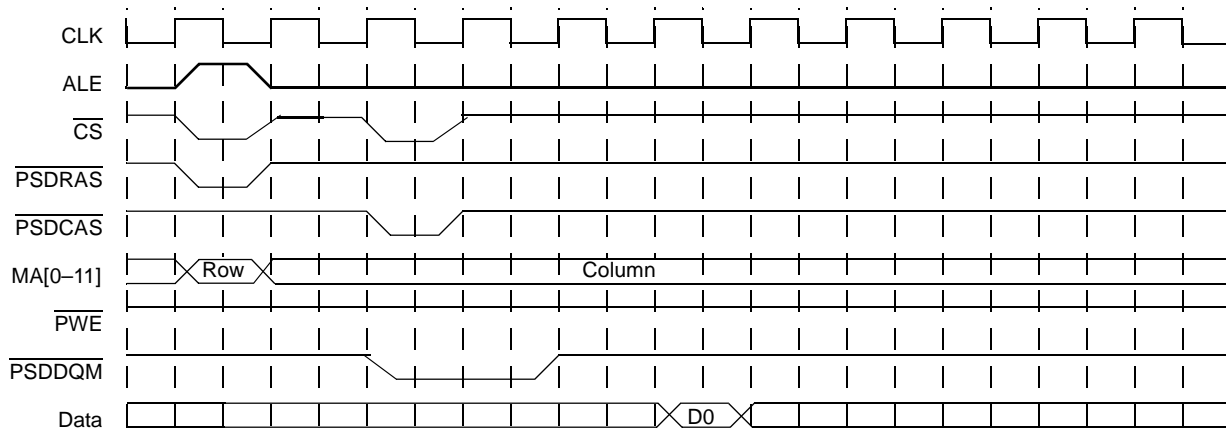 CLK
ALE
CS
PSDRAS
PSDCAS
MA[0–11] Row Column
PWE
PSDDQM
Data D0